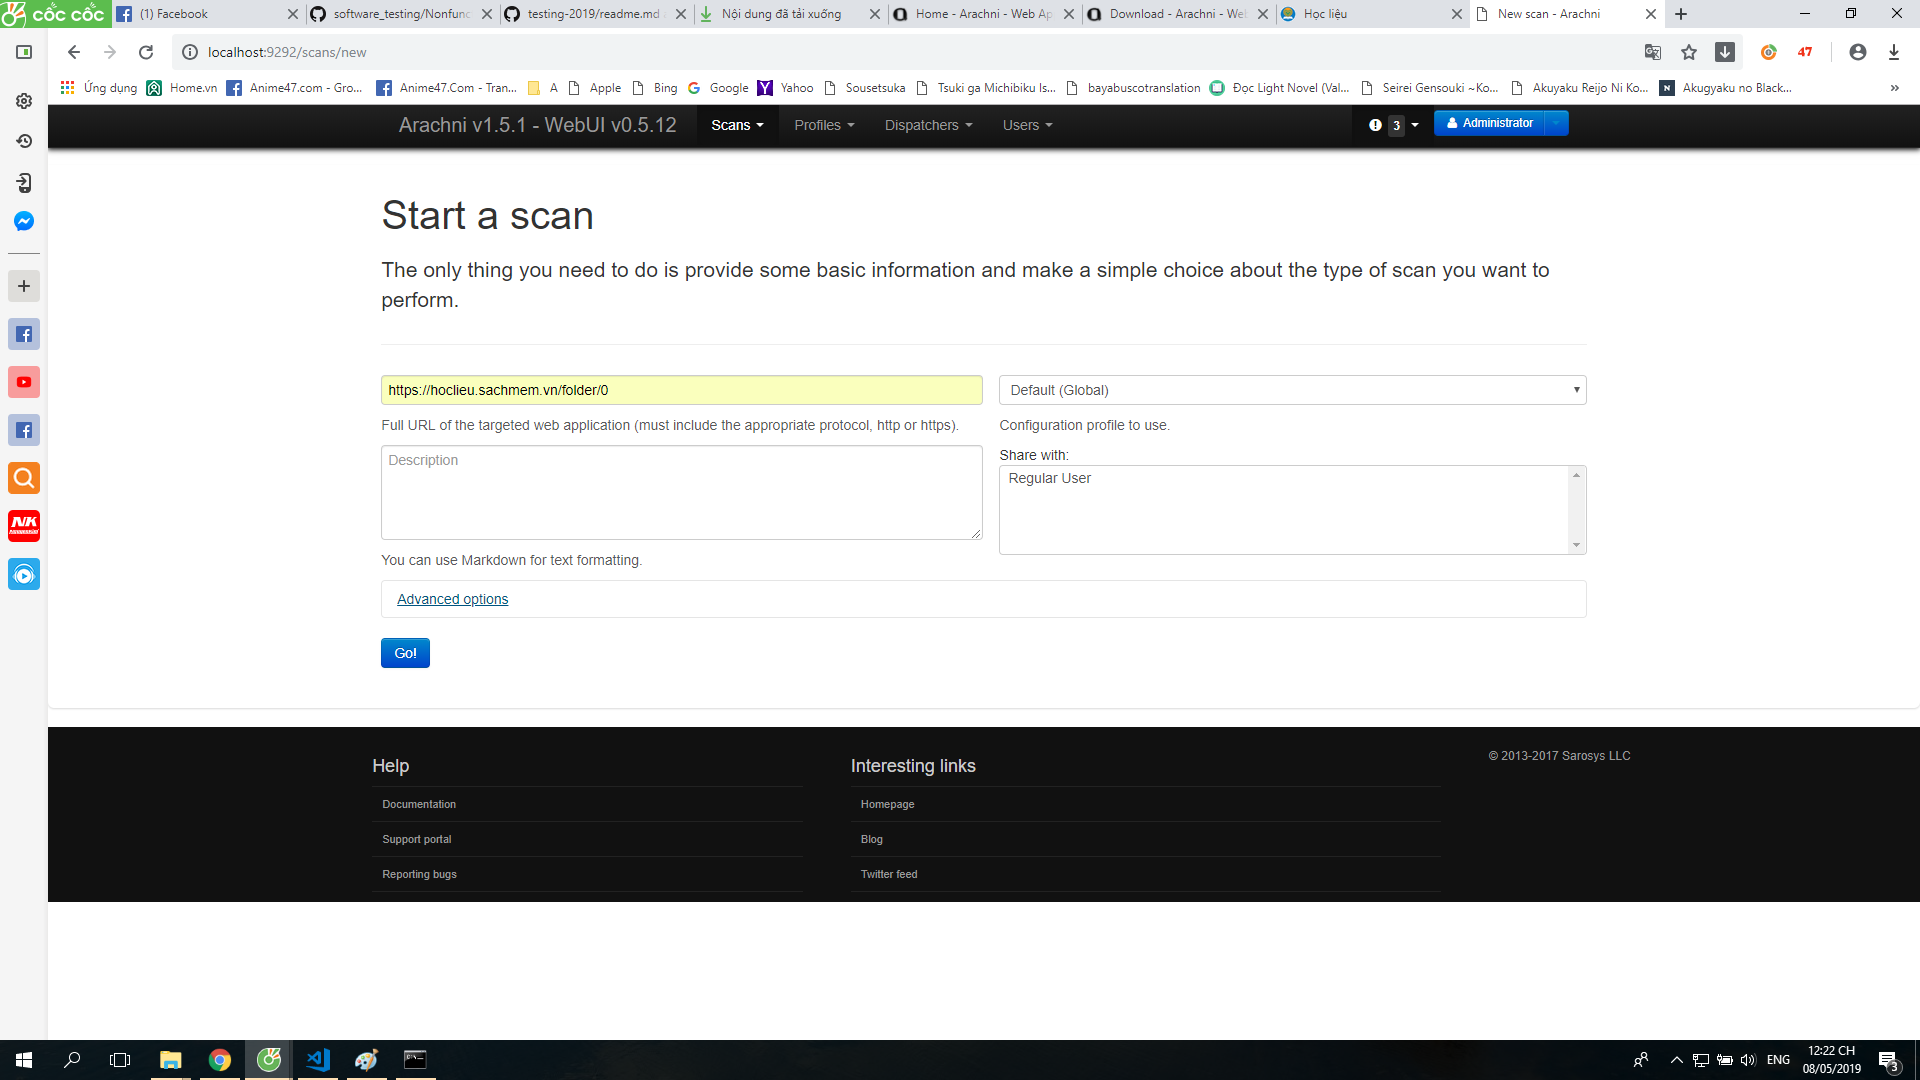 cốc cốc
(1) Facebook
software_testing/Nonfunc
testing-2019/readme.md
Nội dung đã tải xuống
Home - Arachni - Web Ap
Download - Arachni - Web
Học liệu
New scan - Arachni
localhost:9292/scans/new
47
Ứng dụng
Home.vn
Anime47.com - Gro...
Anime47.Com - Tran...
A
Apple
Bing
Google
Yahoo
Sousetsuka
Tsuki ga Michibiku Is...
bayabuscotranslation
Đọc Light Novel (Val...
Seirei Gensouki ~Ko...
Akuyaku Reijo Ni Ko...
N
Akugyaku no Black...
»
Arachni v1.5.1 - WebUI v0.5.12
Scans
Profiles
Dispatchers
Users
3
Administrator
Start a scan
The only thing you need to do is provide some basic information and make a simple choice about the type of scan you want to
perform.
https://hoclieu.sachmem.vn/folder/0
Default (Global)
Full URL of the targeted web application (must include the appropriate protocol, http or https).
Configuration profile to use.
Description
Share with:
Regular User
You can use Markdown for text formatting.
Advanced options
Go!
NK
Help
Interesting links
© 2013-2017 Sarosys LLC
Documentation
Homepage
Support portal
Blog
Reporting bugs
Twitter feed
ENG
12:22 CH
08/05/2019
3